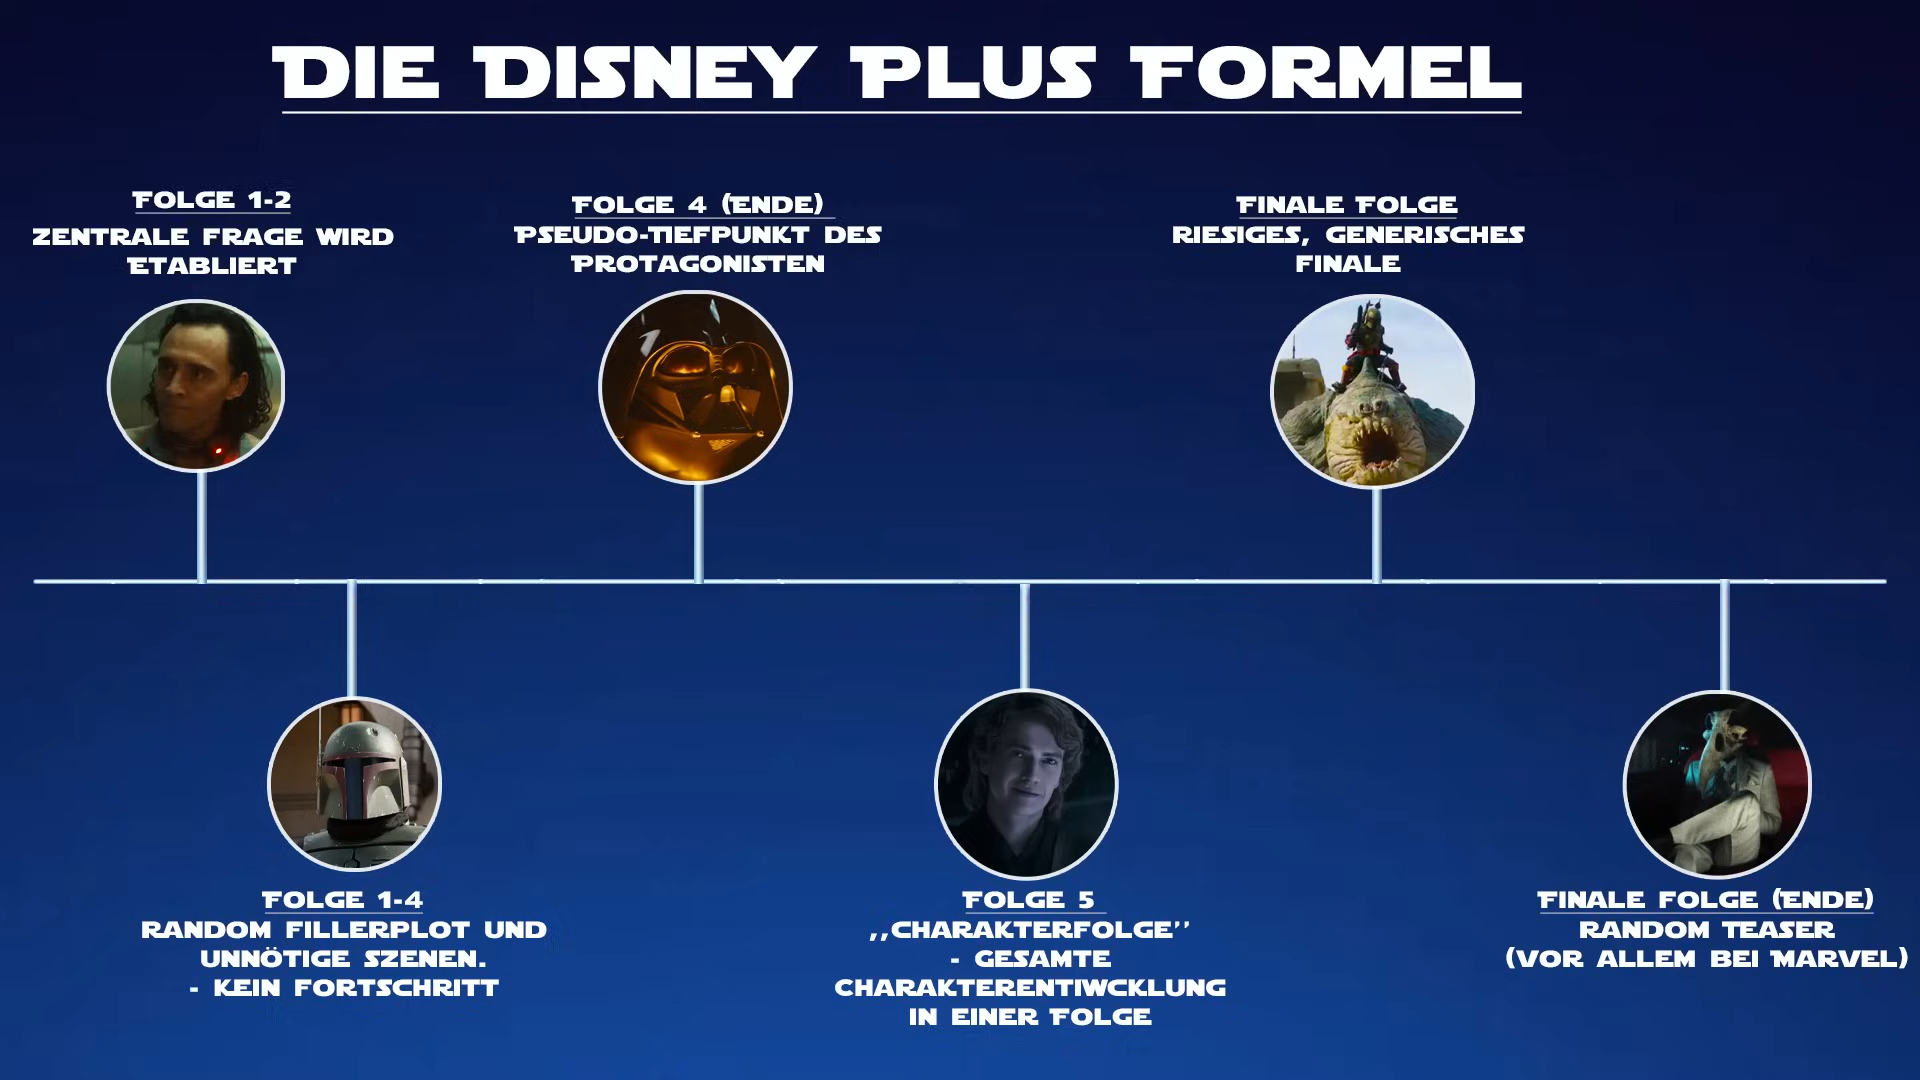 Die Disney Plus Formel
Folge 1-2
zentrale Frage wird
etabliert
Folge 4 (Ende)
Pseudo-Tiefpunkt des
Protagonisten
Finale Folge
Riesiges, generisches
Finale
Folge 1-4
Random Fillerplot und
unnötige Szenen.
- Kein Fortschritt
Folge 5
,,Charakterfolge''
- Gesamte
Charakterentiwcklung
in einer Folge
Finale Folge (Ende)
Random Teaser
(vor allem bei Marvel)